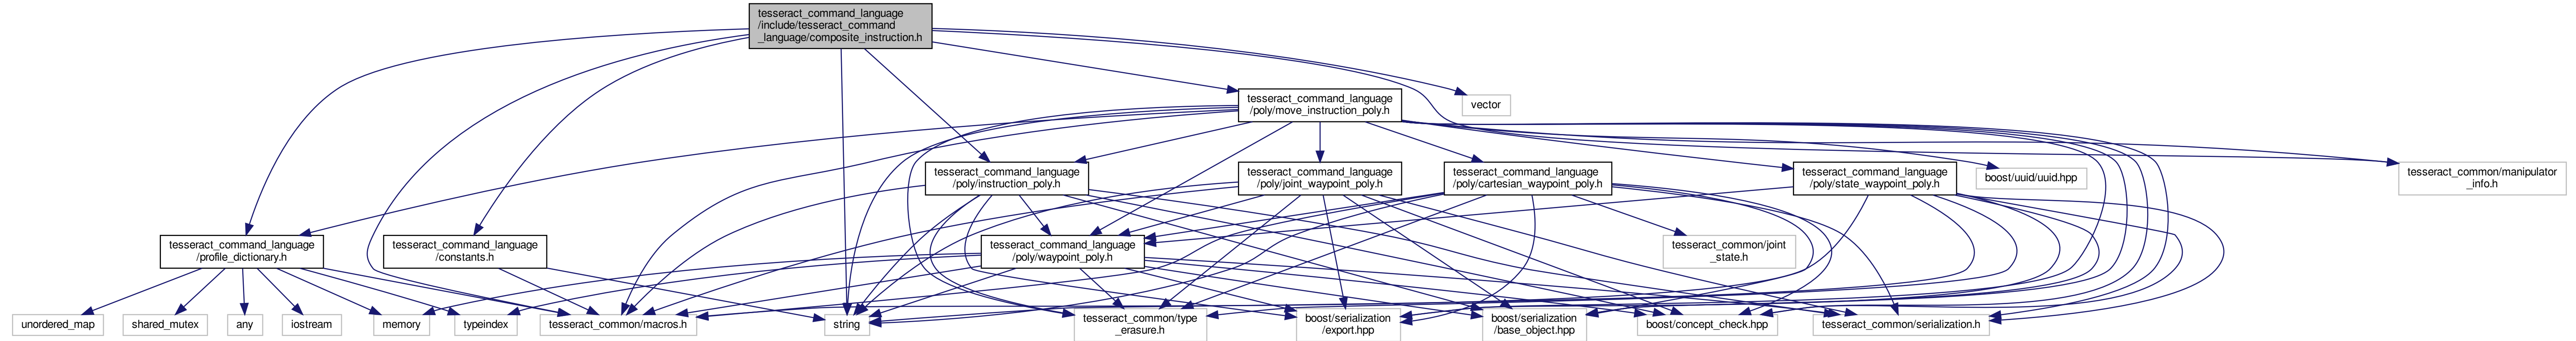 tesseract_command_language
/include/tesseract_command
_language/composite_instruction.h
tesseract_command_language
/poly/move_instruction_poly.h
vector
tesseract_command_language
/poly/instruction_poly.h
tesseract_command_language
/poly/joint_waypoint_poly.h
tesseract_command_language
/poly/cartesian_waypoint_poly.h
tesseract_command_language
/poly/state_waypoint_poly.h
boost/uuid/uuid.hpp
tesseract_common/manipulator
_info.h
tesseract_command_language
/profile_dictionary.h
tesseract_command_language
/constants.h
tesseract_command_language
/poly/waypoint_poly.h
tesseract_common/joint
_state.h
unordered_map
shared_mutex
any
iostream
memory
typeindex
tesseract_common/macros.h
string
tesseract_common/type
_erasure.h
boost/serialization
/export.hpp
boost/serialization
/base_object.hpp
boost/concept_check.hpp
tesseract_common/serialization.h